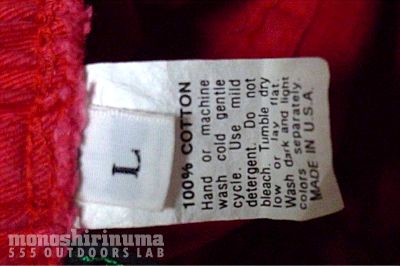 L
100% COTTON
Hand or machine
wash cold gentle
cycle. Use mild
detergent. Do not
bleach. Tumble dry
low or lay flat
Wash dark and light
colors separately.
MADE IN U.S.A.
monoshirinuma
555 OUTDOORS LAB